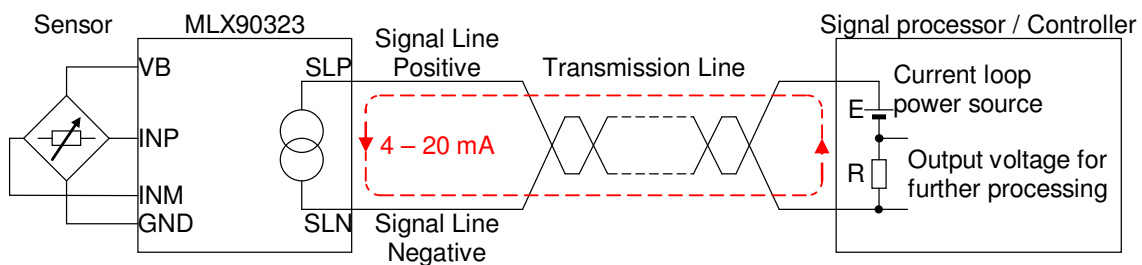 Sensor
MLX90323
Signal processor / Controller
VB
INP
INM
GND
SLP
SLN
Signal Line
Positive
Transmission Line
4 – 20 mA
Signal Line
Negative
E
Current loop
power source
R
Output voltage for
further processing